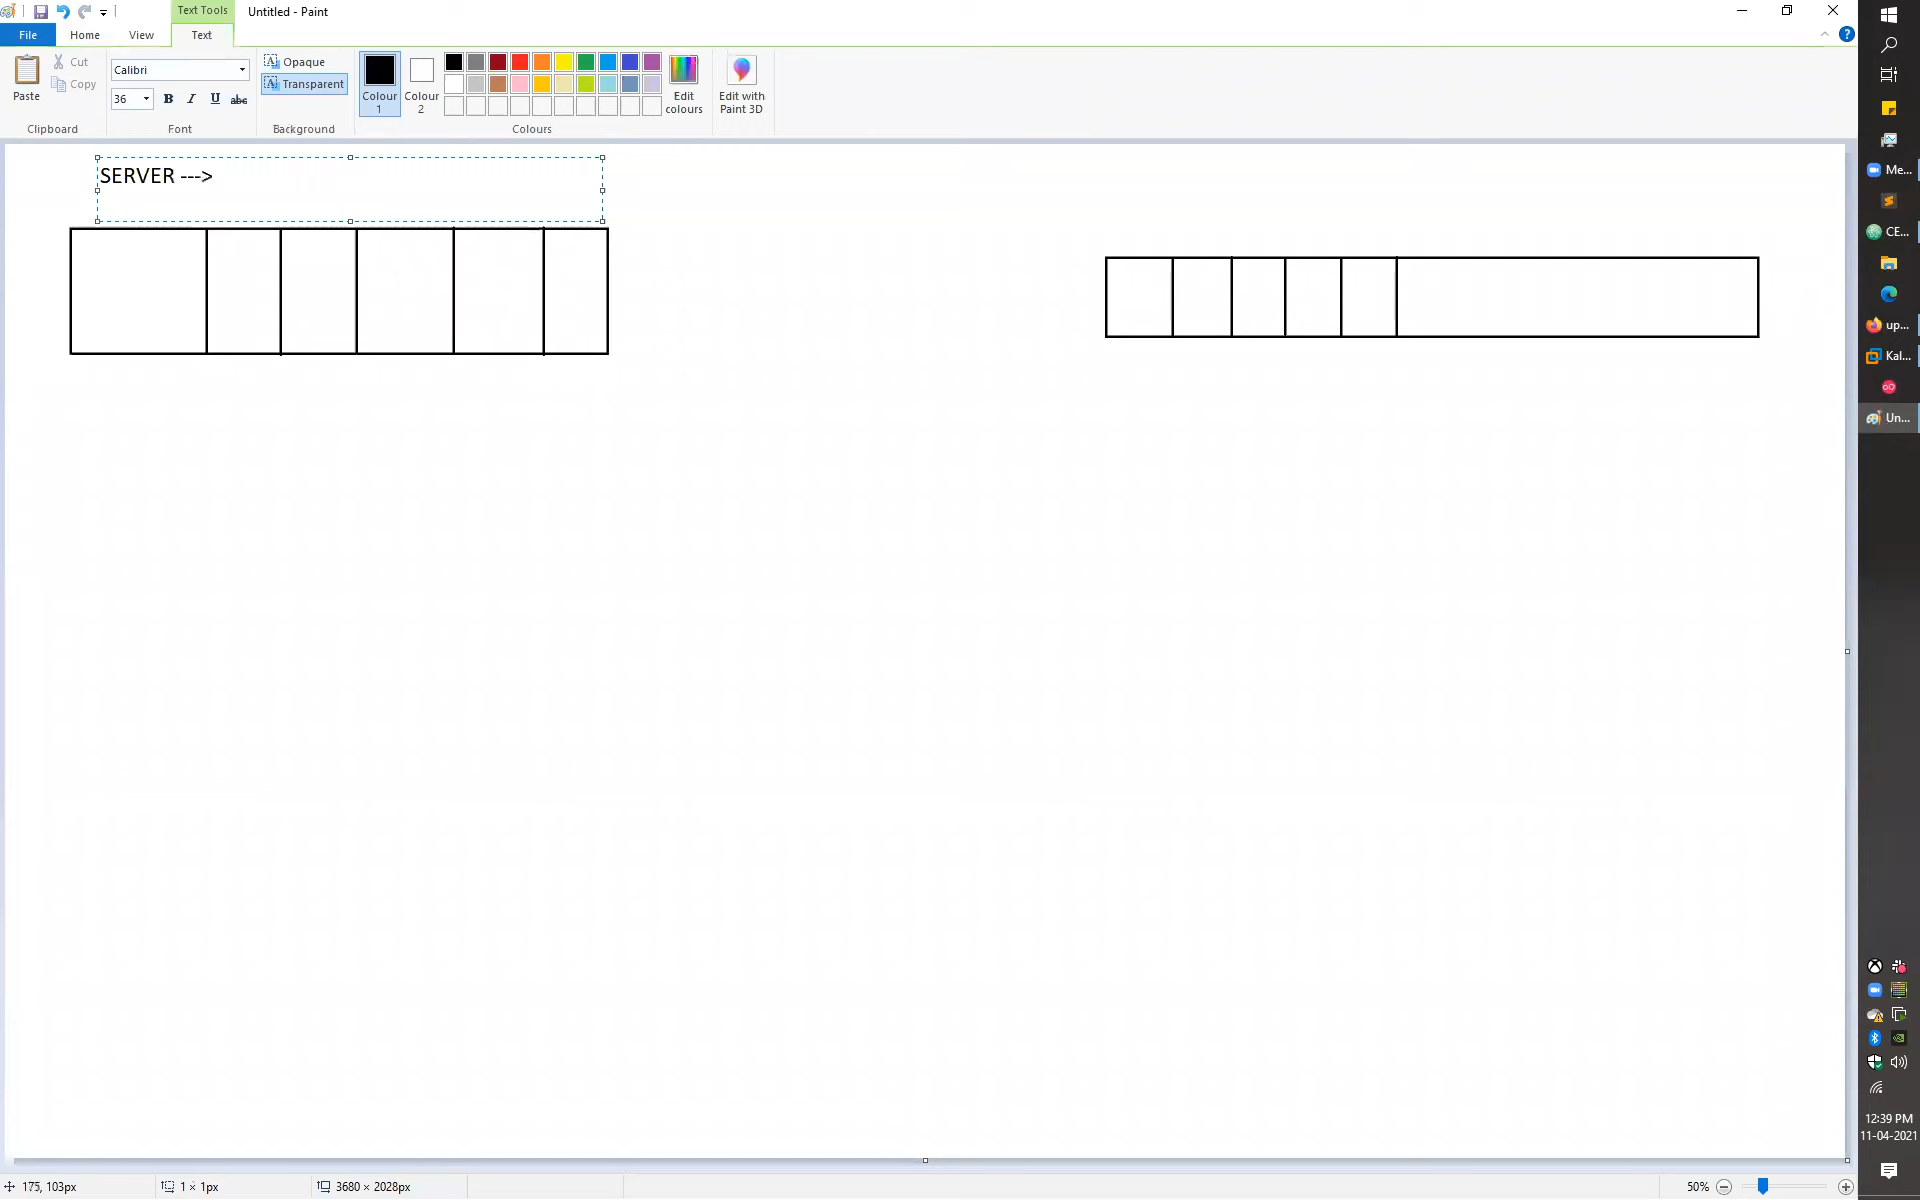 Text Tools
Untitled - Paint
File
Home
View
Text
Paste
Cut
Copy
Clipboard
Calibri
36
B I U abc
Font
Opaque
Transparent
Background
Colour 1
Colour 2
Edit colours
Colours
Edit with Paint 3D
SERVER --->
Me...
CE...
up...
Kal...
Un...
12:39 PM
11-04-2021
175, 103px
1 × 1px
3680 × 2028px
50%